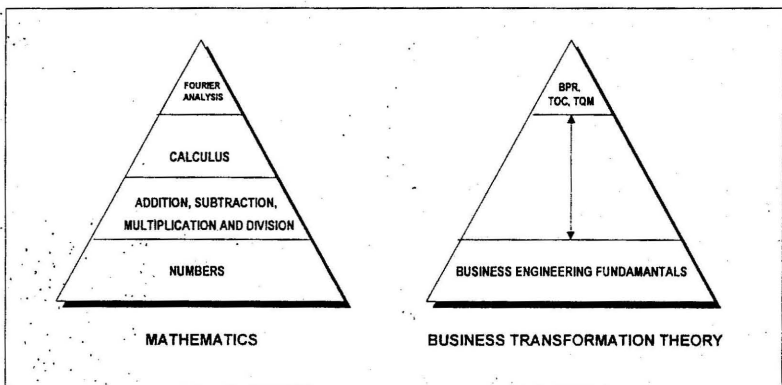 FOURIER
ANALYSIS
CALCULUS
ADDITION, SUBTRACTION,
MULTIPLICATION AND DIVISION
NUMBERS
MATHEMATICS
BPR,
TOC, TQM
BUSINESS ENGINEERING FUNDAMANTALS
BUSINESS TRANSFORMATION THEORY